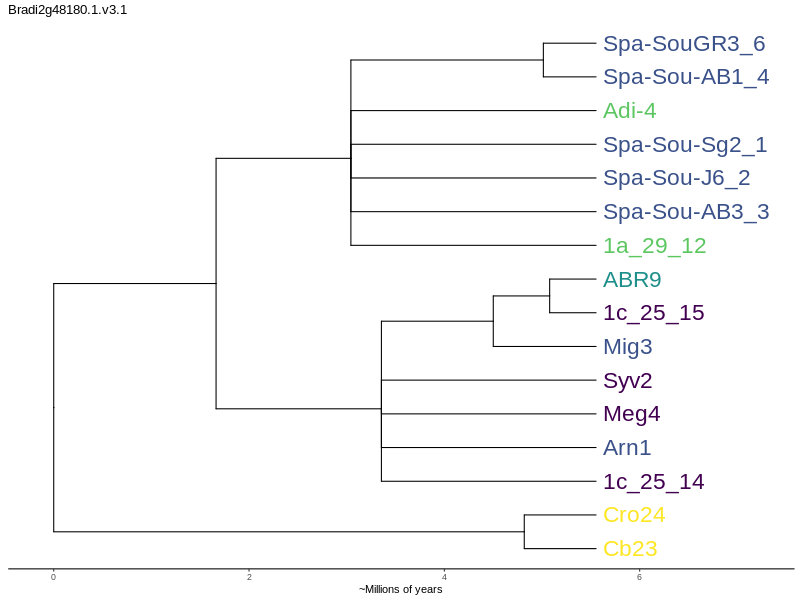 Bradi2g48180.1.v3.1
Spa-SouGR3_6
Spa-Sou-AB1_4
Adi-4
Spa-Sou-Sg2_1
Spa-Sou-J6_2
Spa-Sou-AB3_3
1a_29_12
ABR9
1c_25_15
Mig3
Syv2
Meg4
Arn1
1c_25_14
Cro24
Cb23
0 2 4 6
~Millions of years